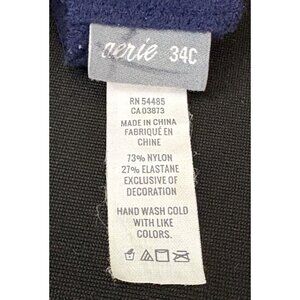 aerie 34C
RN 54485
CA 03873
MADE IN CHINA
FABRIQUÉ EN
CHINE
73% NYLON
27% ELASTANE
EXCLUSIVE OF
DECORATION
HAND WASH COLD
WITH LIKE
COLORS.